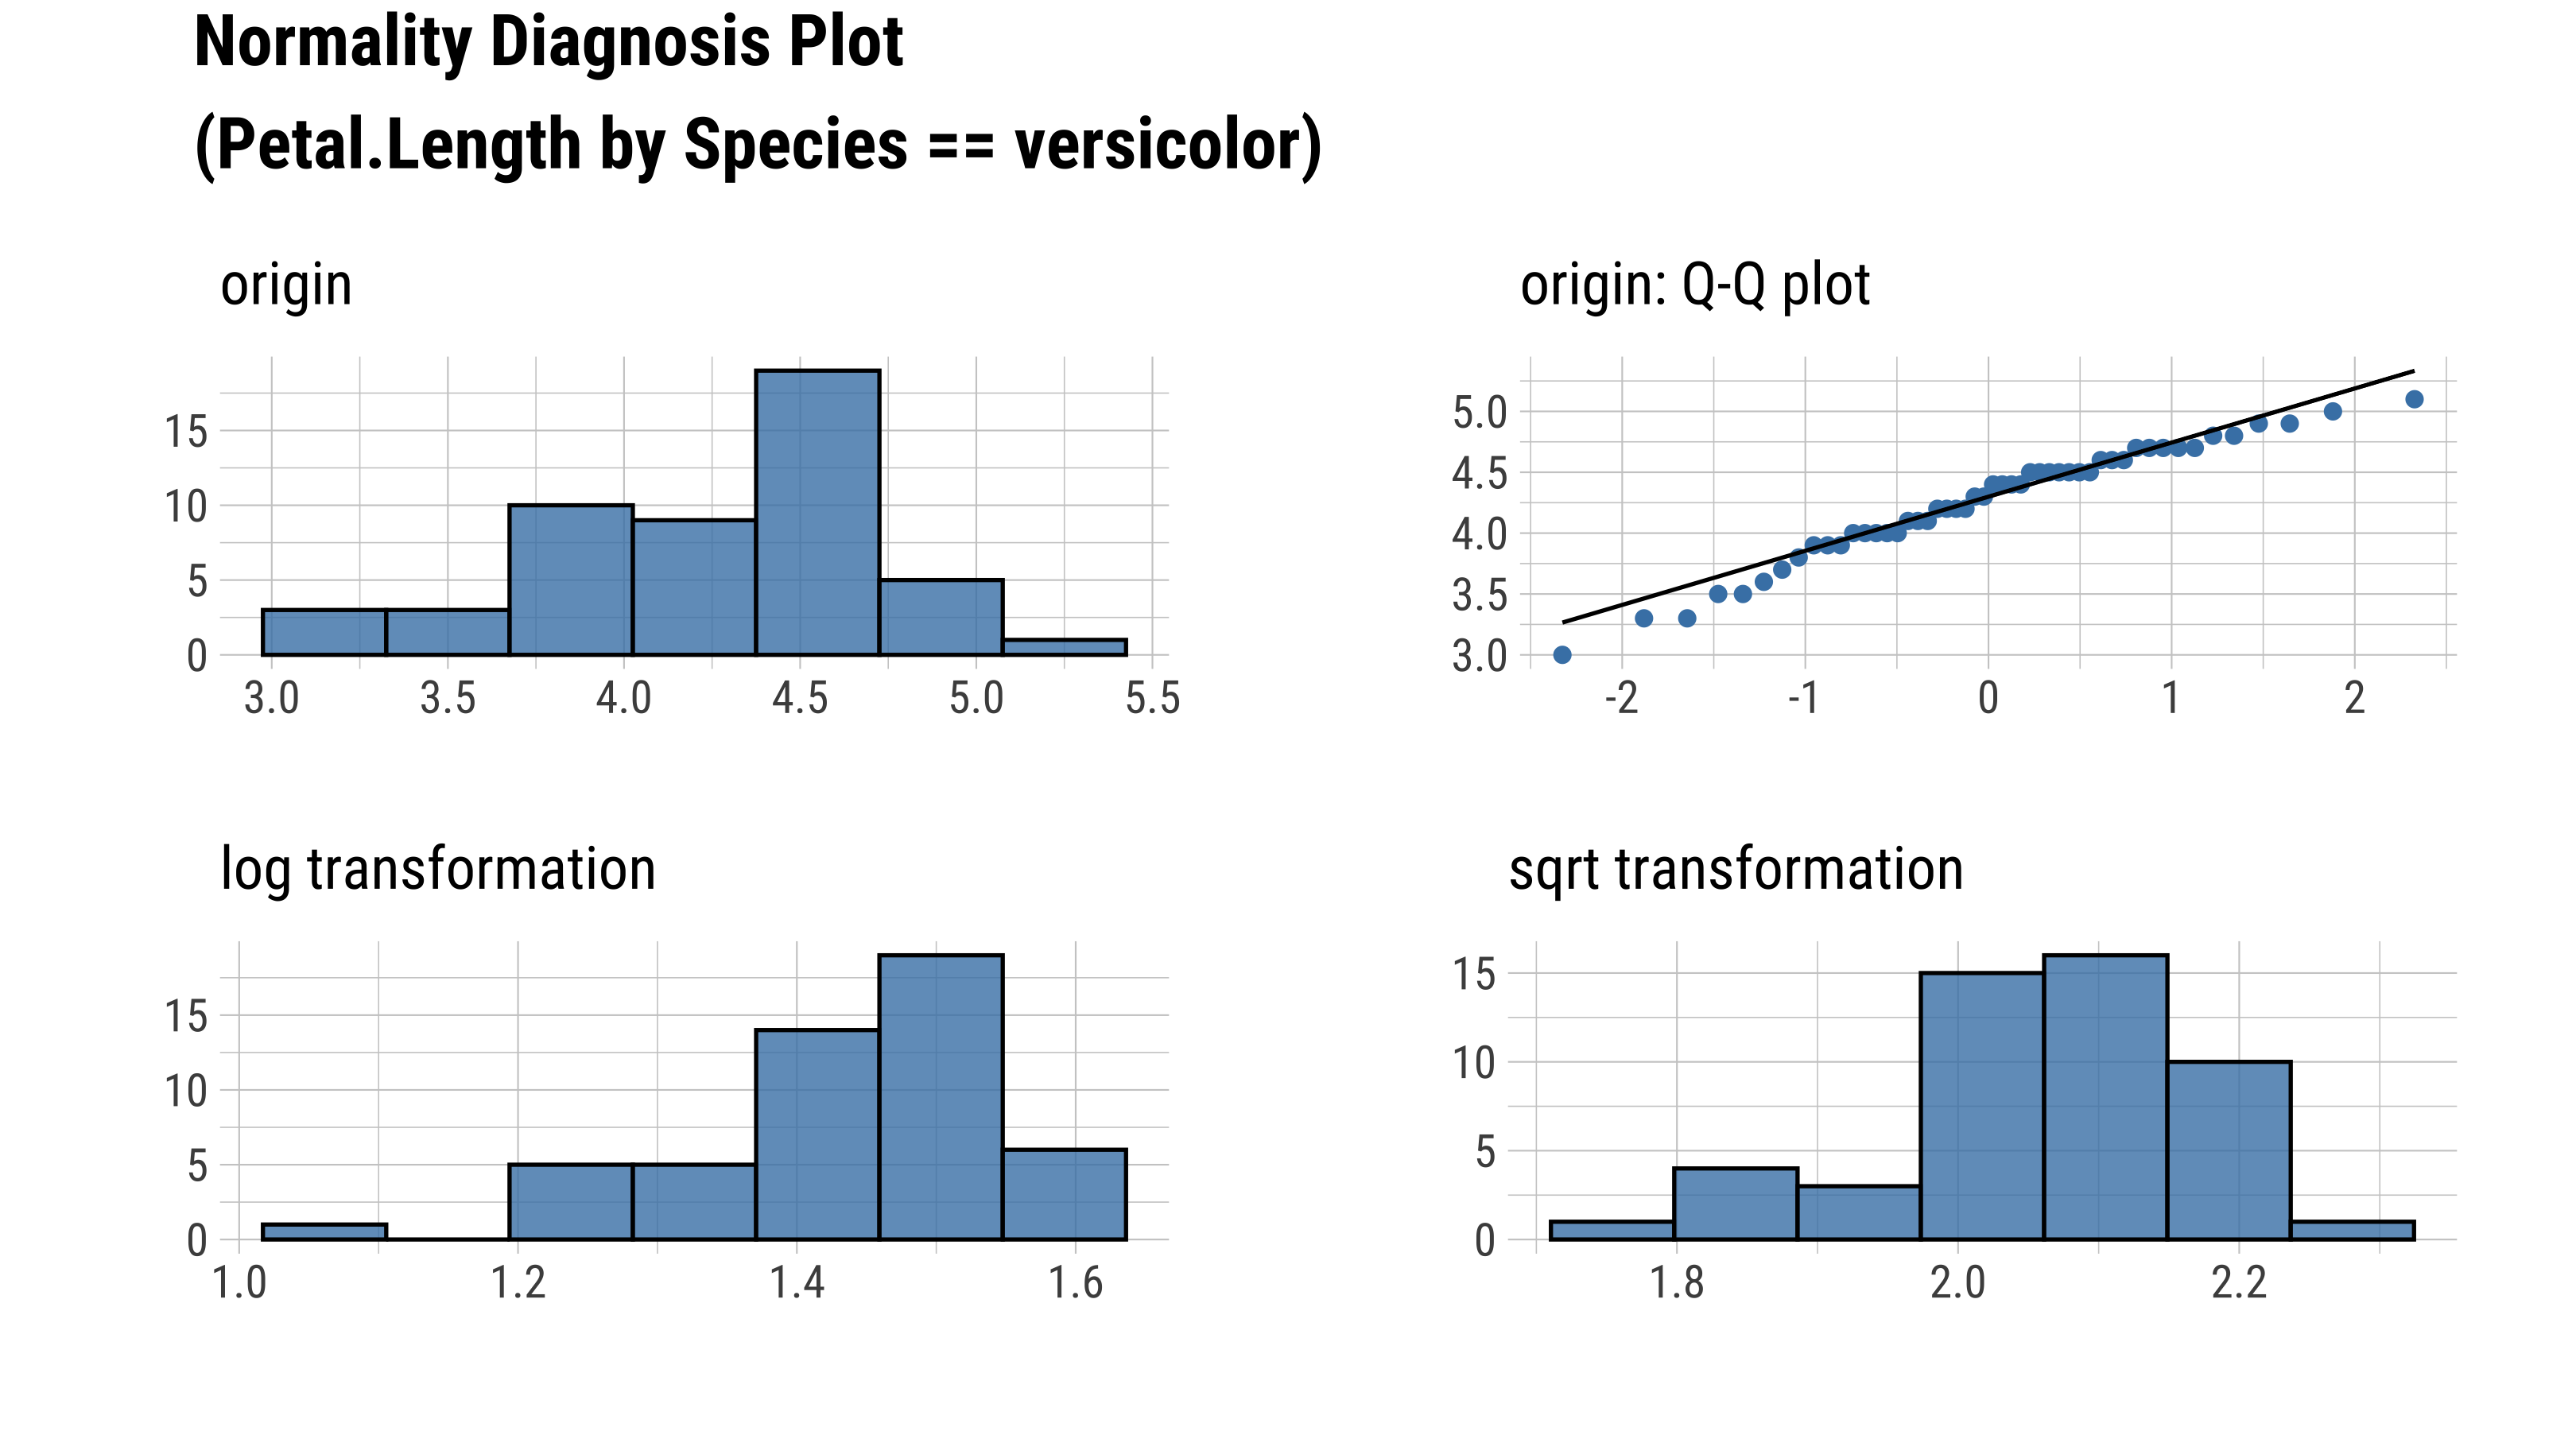 Normality Diagnosis Plot
(Petal.Length by Species == versicolor)
origin
15
10
5
0
3.0 3.5 4.0 4.5 5.0 5.5
origin: Q-Q plot
5.0
4.5
4.0
3.5
3.0
-2 -1 0 1 2
log transformation
15
10
5
0
1.0 1.2 1.4 1.6
sqrt transformation
15
10
5
0
1.8 2.0 2.2